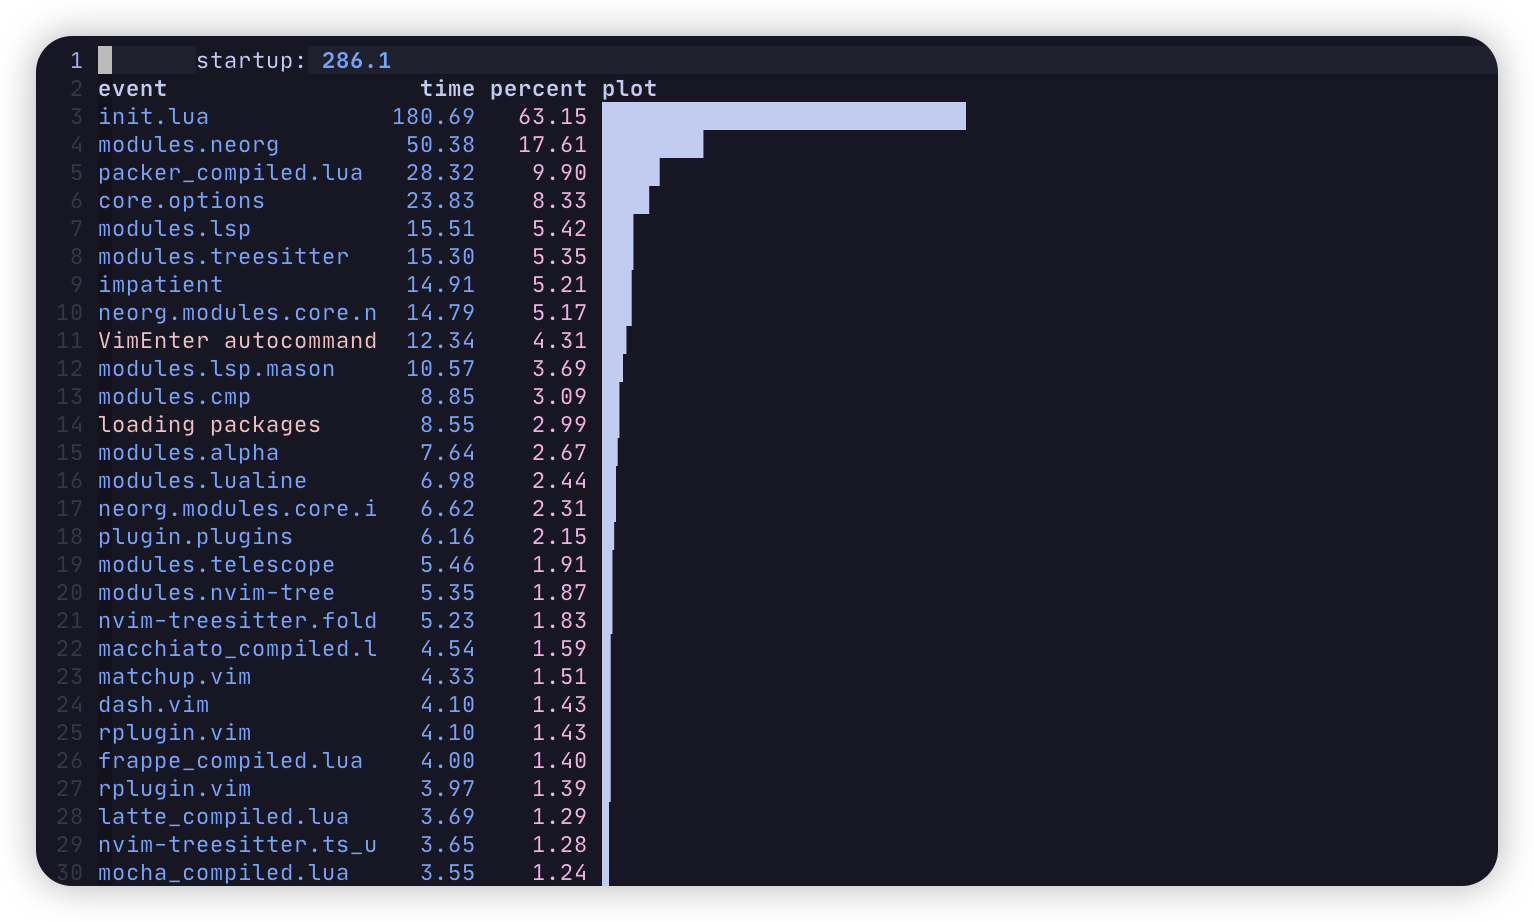 1 startup: 286.1
2 event time percent plot
3 init.lua 180.69 63.15
4 modules.neorg 50.38 17.61
5 packer_compiled.lua 28.32 9.90
6 core.options 23.83 8.33
7 modules.lsp 15.51 5.42
8 modules.treesitter 15.30 5.35
9 impatient 14.91 5.21
10 neorg.modules.core.n 14.79 5.17
11 VimEnter autocommand 12.34 4.31
12 modules.lsp.mason 10.57 3.69
13 modules.cmp 8.85 3.09
14 loading packages 8.55 2.99
15 modules.alpha 7.64 2.67
16 modules.lualine 6.98 2.44
17 neorg.modules.core.i 6.62 2.31
18 plugin.plugins 6.16 2.15
19 modules.telescope 5.46 1.91
20 modules.nvim-tree 5.35 1.87
21 nvim-treesitter.fold 5.23 1.83
22 macchiato_compiled.l 4.54 1.59
23 matchup.vim 4.33 1.51
24 dash.vim 4.10 1.43
25 rplugin.vim 4.10 1.43
26 frappe_compiled.lua 4.00 1.40
27 rplugin.vim 3.97 1.39
28 latte_compiled.lua 3.69 1.29
29 nvim-treesitter.ts_u 3.65 1.28
30 mocha_compiled.lua 3.55 1.24